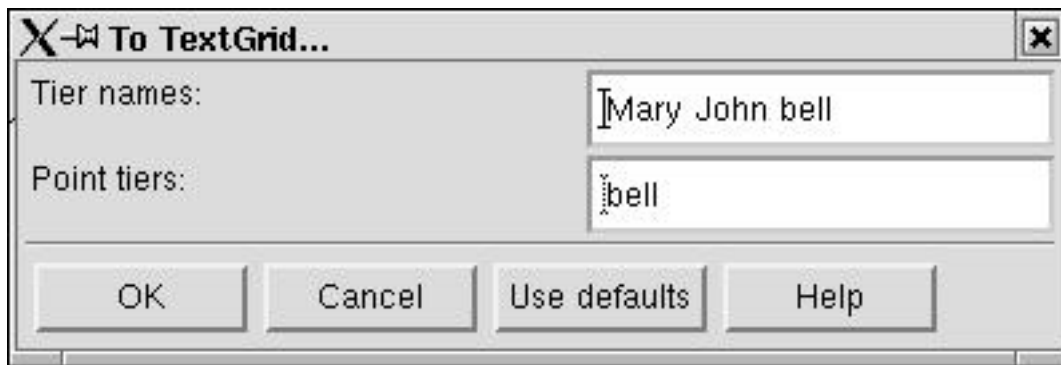 To TextGrid...
Tier names: Mary John bell
Point tiers: bell
OK Cancel Use defaults Help